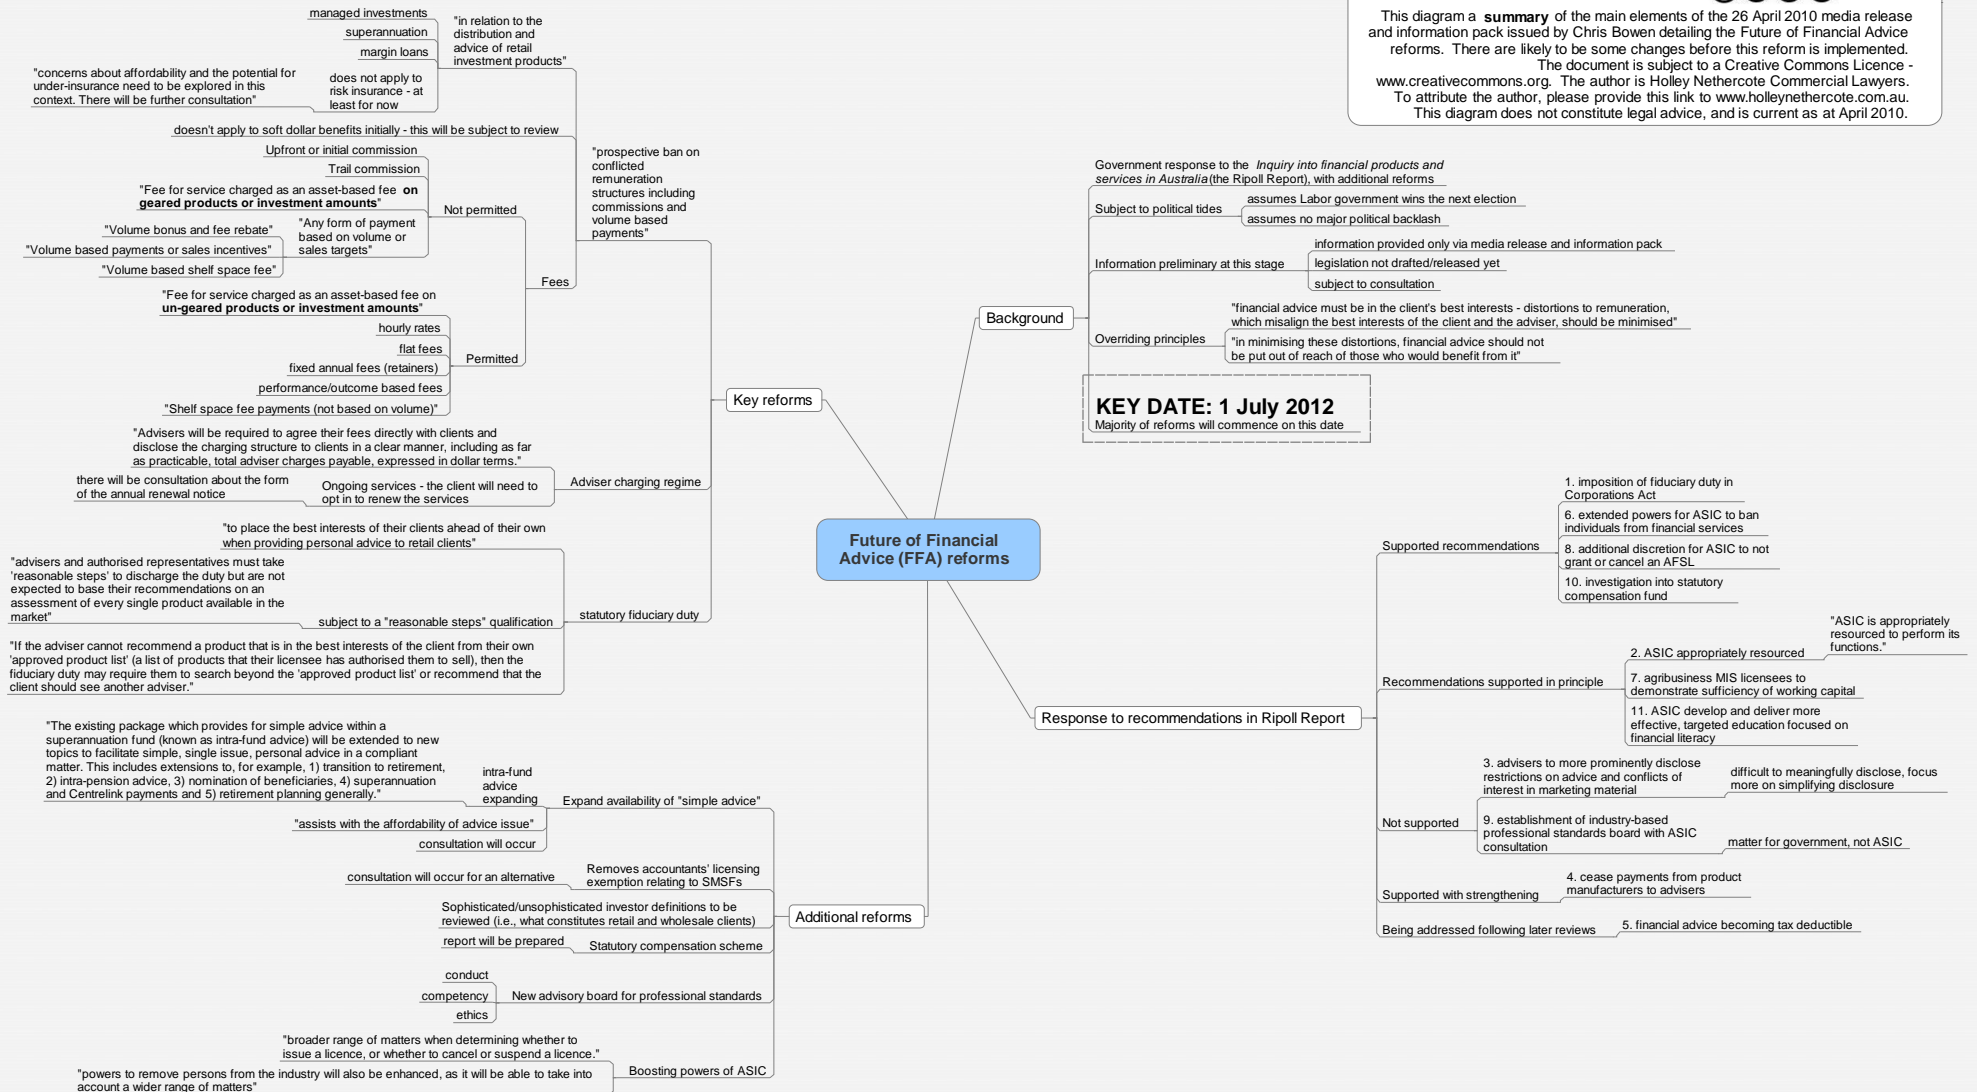 This diagram a summary of the main elements of the 26 April 2010 media release
and information pack issued by Chris Bowen detailing the Future of Financial Advice
reforms. There are likely to be some changes before this reform is implemented.
The document is subject to a Creative Commons Licence -
www.creativecommons.org. The author is Holley Nethercote Commercial Lawyers.
To attribute the author, please provide this link to www.holleynethercote.com.au.
This diagram does not constitute legal advice, and is current as at April 2010.
Future of Financial
Advice (FFA) reforms
Background
Government response to the Inquiry into financial products and
services in Australia(the Ripoll Report), with additional reforms
Subject to political tides
assumes Labor government wins the next election
assumes no major political backlash
Information preliminary at this stage
information provided only via media release and information pack
legislation not drafted/released yet
subject to consultation
Overriding principles
"financial advice must be in the client's best interests - distortions to remuneration,
which misalign the best interests of the client and the adviser, should be minimised"
"in minimising these distortions, financial advice should not
be put out of reach of those who would benefit from it"
KEY DATE: 1 July 2012
Majority of reforms will commence on this date
Response to recommendations in Ripoll Report
Supported recommendations
1. imposition of fiduciary duty in
Corporations Act
6. extended powers for ASIC to ban
individuals from financial services
8. additional discretion for ASIC to not
grant or cancel an AFSL
10. investigation into statutory
compensation fund
Recommendations supported in principle
2. ASIC appropriately resourced
"ASIC is appropriately
resourced to perform its
functions."
7. agribusiness MIS licensees to
demonstrate sufficiency of working capital
11. ASIC develop and deliver more
effective, targeted education focused on
financial literacy
Not supported
3. advisers to more prominently disclose
restrictions on advice and conflicts of
interest in marketing material
difficult to meaningfully disclose, focus
more on simplifying disclosure
9. establishment of industry-based
professional standards board with ASIC
consultation
matter for government, not ASIC
Supported with strengthening
4. cease payments from product
manufacturers to advisers
Being addressed following later reviews
5. financial advice becoming tax deductible
Key reforms
"prospective ban on
conflicted
remuneration
structures including
commissions and
volume based
payments"
"in relation to the
distribution and
advice of retail
investment products"
managed investments
superannuation
margin loans
does not apply to
risk insurance - at
least for now
"concerns about affordability and the potential for
under-insurance need to be explored in this
context. There will be further consultation"
doesn't apply to soft dollar benefits initially - this will be subject to review
Fees
Not permitted
Upfront or initial commission
Trail commission
"Fee for service charged as an asset-based fee on
geared products or investment amounts"
"Any form of payment
based on volume or
sales targets"
"Volume bonus and fee rebate"
"Volume based payments or sales incentives"
"Volume based shelf space fee"
Permitted
"Fee for service charged as an asset-based fee on
un-geared products or investment amounts"
hourly rates
flat fees
fixed annual fees (retainers)
performance/outcome based fees
"Shelf space fee payments (not based on volume)"
Adviser charging regime
"Advisers will be required to agree their fees directly with clients and
disclose the charging structure to clients in a clear manner, including as far
as practicable, total adviser charges payable, expressed in dollar terms."
Ongoing services - the client will need to
opt in to renew the services
there will be consultation about the form
of the annual renewal notice
statutory fiduciary duty
"to place the best interests of their clients ahead of their own
when providing personal advice to retail clients"
subject to a "reasonable steps" qualification
"advisers and authorised representatives must take
'reasonable steps' to discharge the duty but are not
expected to base their recommendations on an
assessment of every single product available in the
market"
"If the adviser cannot recommend a product that is in the best interests of the client from their own
'approved product list' (a list of products that their licensee has authorised them to sell), then the
fiduciary duty may require them to search beyond the 'approved product list' or recommend that the
client should see another adviser."
Additional reforms
Expand availability of "simple advice"
intra-fund
advice
expanding
"The existing package which provides for simple advice within a
superannuation fund (known as intra-fund advice) will be extended to new
topics to facilitate simple, single issue, personal advice in a compliant
matter. This includes extensions to, for example, 1) transition to retirement,
2) intra-pension advice, 3) nomination of beneficiaries, 4) superannuation
and Centrelink payments and 5) retirement planning generally."
"assists with the affordability of advice issue"
consultation will occur
Removes accountants' licensing
exemption relating to SMSFs
consultation will occur for an alternative
Sophisticated/unsophisticated investor definitions to be
reviewed (i.e., what constitutes retail and wholesale clients)
Statutory compensation scheme
report will be prepared
New advisory board for professional standards
conduct
competency
ethics
Boosting powers of ASIC
"broader range of matters when determining whether to
issue a licence, or whether to cancel or suspend a licence."
"powers to remove persons from the industry will also be enhanced, as it will be able to take into
account a wider range of matters"